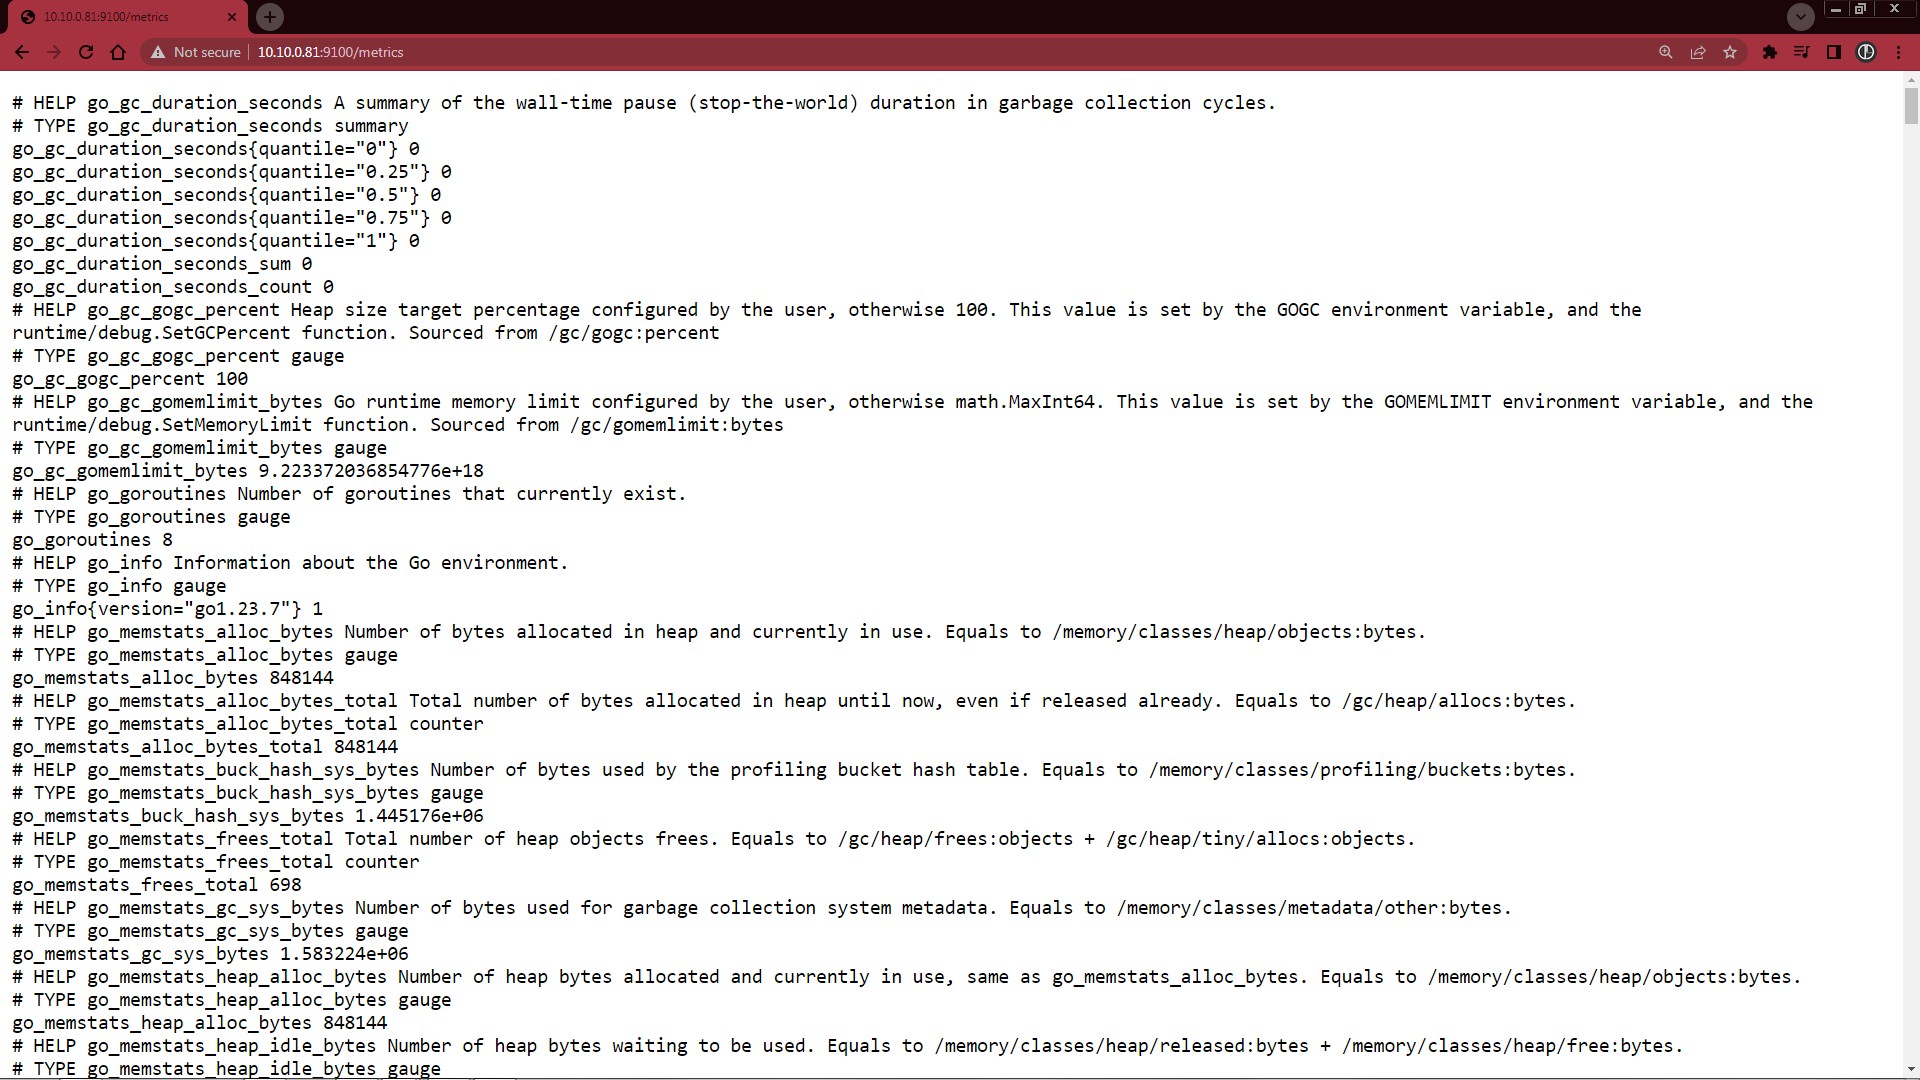 10.10.0.81:9100/metrics
Not secure
10.10.0.81:9100/metrics
# HELP go_gc_duration_seconds A summary of the wall-time pause (stop-the-world) duration in garbage collection cycles.
# TYPE go_gc_duration_seconds summary
go_gc_duration_seconds{quantile="0"} 0
go_gc_duration_seconds{quantile="0.25"} 0
go_gc_duration_seconds{quantile="0.5"} 0
go_gc_duration_seconds{quantile="0.75"} 0
go_gc_duration_seconds{quantile="1"} 0
go_gc_duration_seconds_sum 0
go_gc_duration_seconds_count 0
# HELP go_gc_gogc_percent Heap size target percentage configured by the user, otherwise 100. This value is set by the GOGC environment variable, and the
runtime/debug.SetGCPercent function. Sourced from /gc/gogc:percent
# TYPE go_gc_gogc_percent gauge
go_gc_gogc_percent 100
# HELP go_gc_gomemlimit_bytes Go runtime memory limit configured by the user, otherwise math.MaxInt64. This value is set by the GOMEMLIMIT environment variable, and the
runtime/debug.SetMemoryLimit function. Sourced from /gc/gomemlimit:bytes
# TYPE go_gc_gomemlimit_bytes gauge
go_gc_gomemlimit_bytes 9.223372036854776e+18
# HELP go_goroutines Number of goroutines that currently exist.
# TYPE go_goroutines gauge
go_goroutines 8
# HELP go_info Information about the Go environment.
# TYPE go_info gauge
go_info{version="go1.23.7"} 1
# HELP go_memstats_alloc_bytes Number of bytes allocated in heap and currently in use. Equals to /memory/classes/heap/objects:bytes.
# TYPE go_memstats_alloc_bytes gauge
go_memstats_alloc_bytes 848144
# HELP go_memstats_alloc_bytes_total Total number of bytes allocated in heap until now, even if released already. Equals to /gc/heap/allocs:bytes.
# TYPE go_memstats_alloc_bytes_total counter
go_memstats_alloc_bytes_total 848144
# HELP go_memstats_buck_hash_sys_bytes Number of bytes used by the profiling bucket hash table. Equals to /memory/classes/profiling/buckets:bytes.
# TYPE go_memstats_buck_hash_sys_bytes gauge
go_memstats_buck_hash_sys_bytes 1.445176e+06
# HELP go_memstats_frees_total Total number of heap objects frees. Equals to /gc/heap/frees:objects + /gc/heap/tiny/allocs:objects.
# TYPE go_memstats_frees_total counter
go_memstats_frees_total 698
# HELP go_memstats_gc_sys_bytes Number of bytes used for garbage collection system metadata. Equals to /memory/classes/metadata/other:bytes.
# TYPE go_memstats_gc_sys_bytes gauge
go_memstats_gc_sys_bytes 1.583224e+06
# HELP go_memstats_heap_alloc_bytes Number of heap bytes allocated and currently in use, same as go_memstats_alloc_bytes. Equals to /memory/classes/heap/objects:bytes.
# TYPE go_memstats_heap_alloc_bytes gauge
go_memstats_heap_alloc_bytes 848144
# HELP go_memstats_heap_idle_bytes Number of heap bytes waiting to be used. Equals to /memory/classes/heap/released:bytes + /memory/classes/heap/free:bytes.
# TYPE go_memstats_heap_idle_bytes gauge